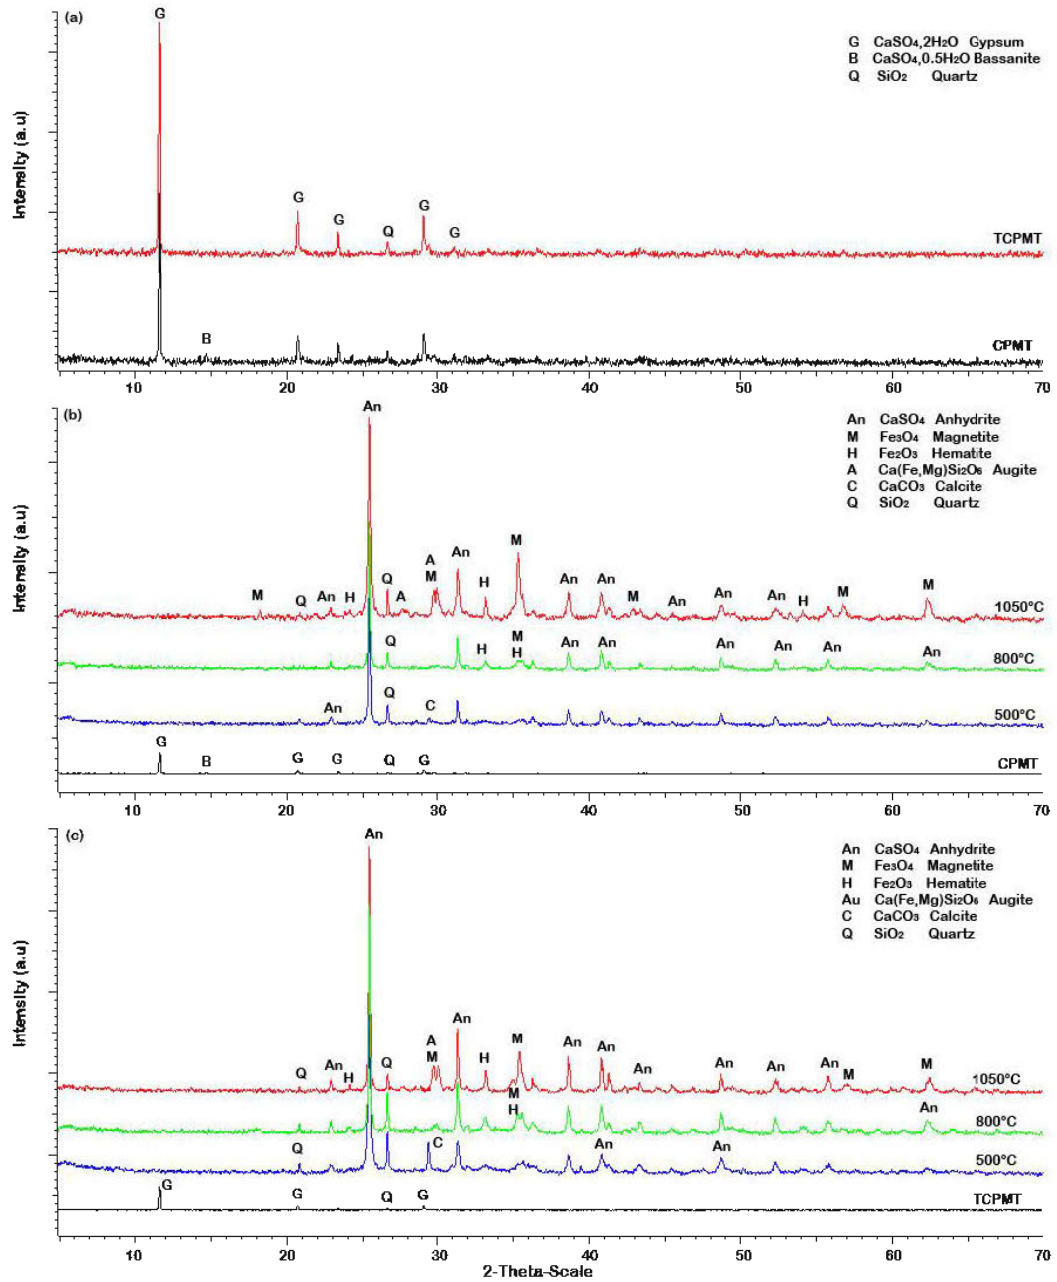 (a)
G
G CaSO4,2H2O Gypsum
B CaSO4,0.5H2O Bassanite
Q SiO2 Quartz
Intensity (a.u)
G
G
Q
G
G
TCPMT
B
CPMT
10 20 30 40 50 60 70
(b)
An
An CaSO4 Anhydrite
M Fe3O4 Magnetite
H Fe2O3 Hematite
A Ca(Fe,Mg)Si2O6 Augite
C CaCO3 Calcite
Q SiO2 Quartz
Intensity (a.u)
M Q An H Q A A M An H M An An M An An An H M M
1050°C
Q H M H An An An An An An
800°C
An Q C
500°C
G B G G Q G
CPMT
10 20 30 40 50 60 70
(c)
An
An CaSO4 Anhydrite
M Fe3O4 Magnetite
H Fe2O3 Hematite
Au Ca(Fe,Mg)Si2O6 Augite
C CaCO3 Calcite
Q SiO2 Quartz
Intensity (a.u)
Q An H Q A M An H M An An An An An An M M
1050°C
M H An
800°C
Q C An An
500°C
G G Q G
TCPMT
10 20 30 40 50 60 70
2-Theta-Scale